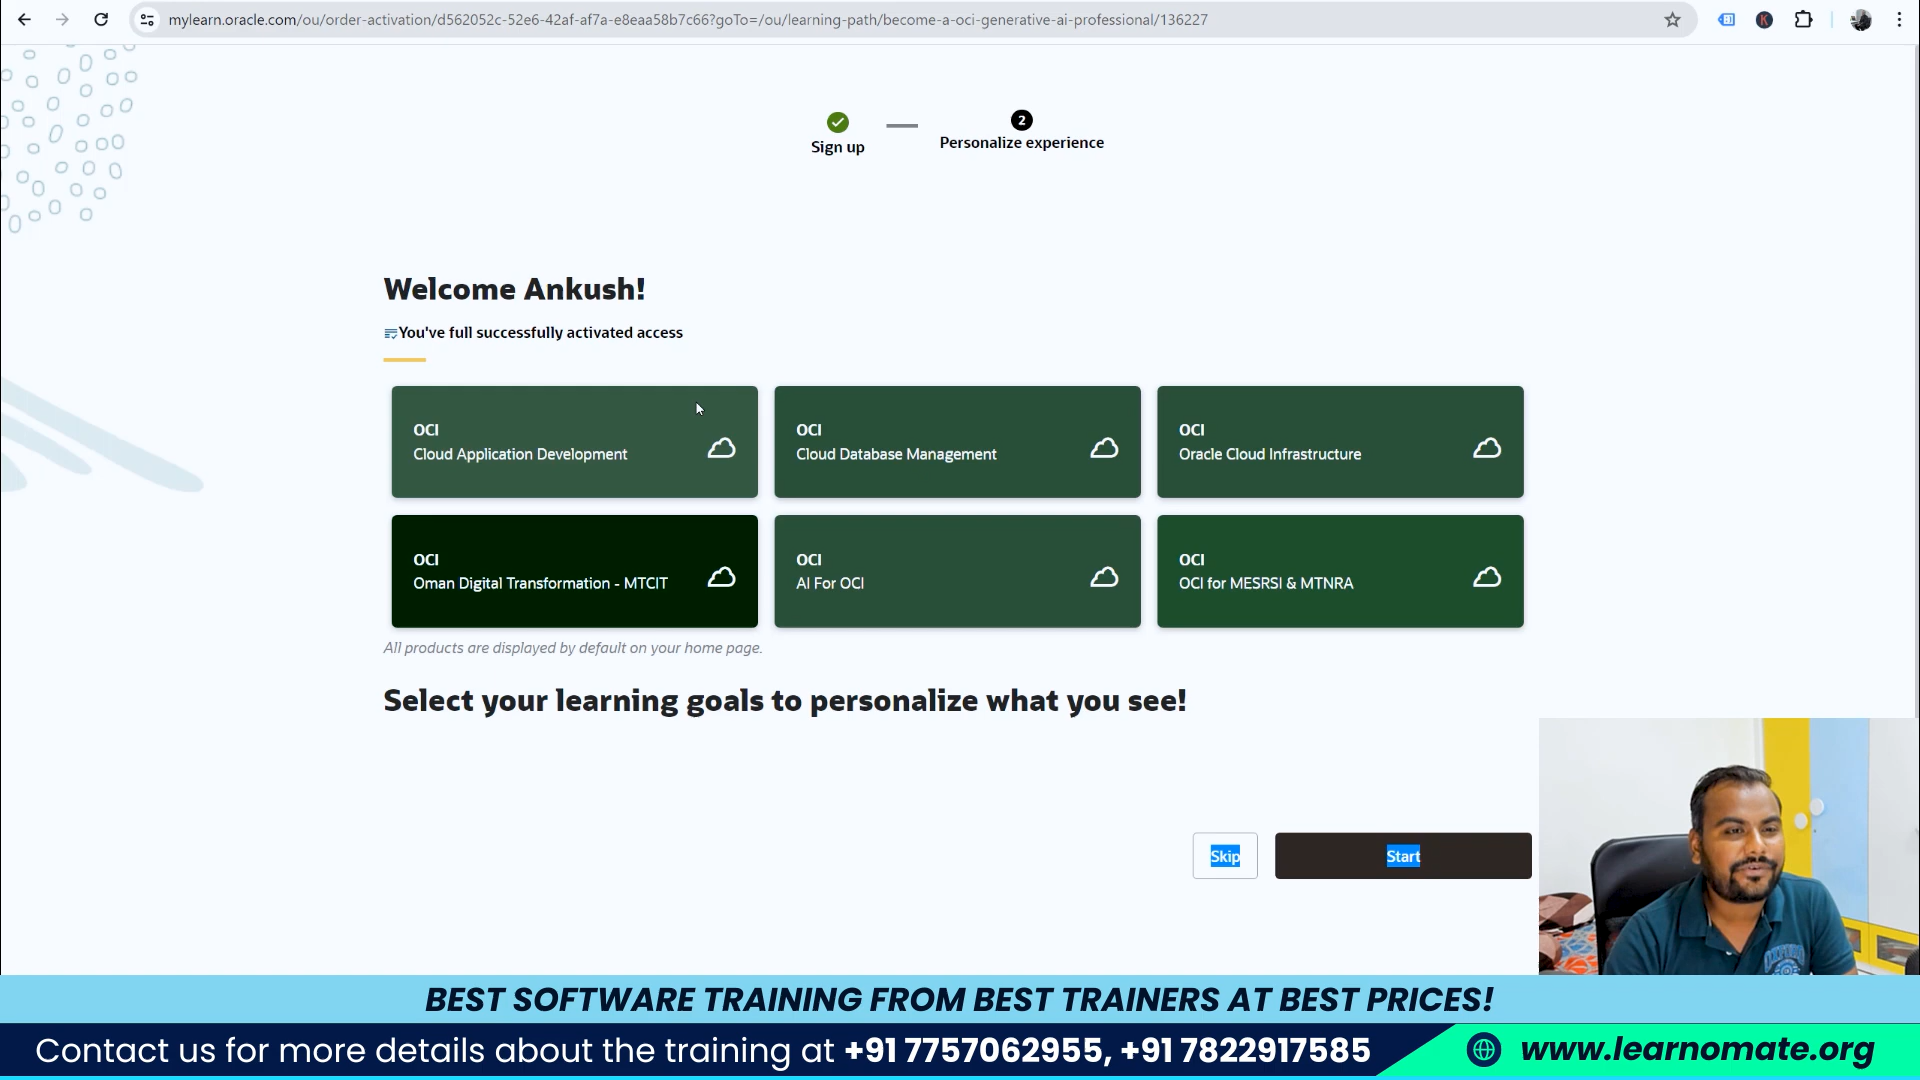 mylearn.oracle.com/ou/order-activation/d562052c-52e6-42af-af7a-e8eaa58b7c66?goTo=/ou/learning-path/become-a-oci-generative-ai-professional/136227
Sign up
2
Personalize experience
Welcome Ankush!
You've full successfully activated access
OCI
Cloud Application Development
OCI
Cloud Database Management
OCI
Oracle Cloud Infrastructure
OCI
Oman Digital Transformation - MTCIT
OCI
AI For OCI
OCI
OCI for MESRSI & MTNRA
All products are displayed by default on your home page.
Select your learning goals to personalize what you see!
Skip
Start
BEST SOFTWARE TRAINING FROM BEST TRAINERS AT BEST PRICES!
Contact us for more details about the training at +91 7757062955, +91 7822917585
www.learnomate.org